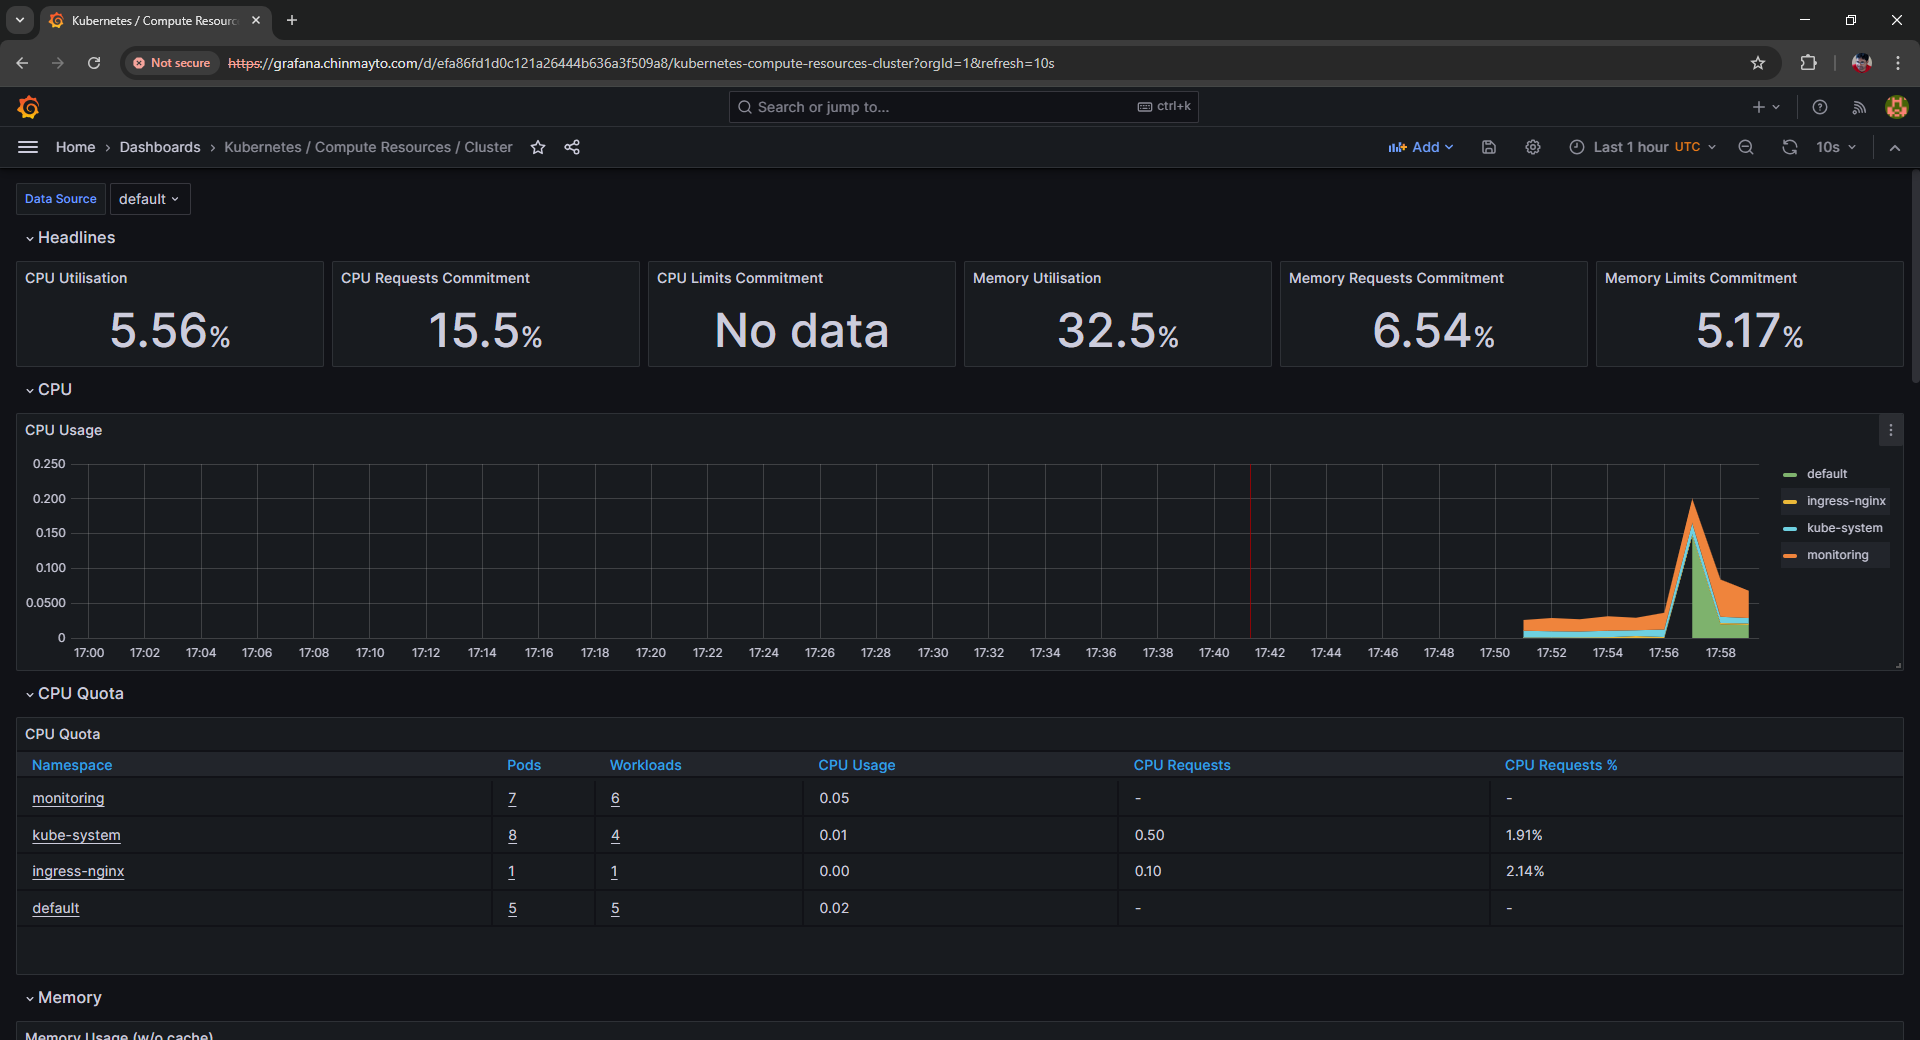 Kubernetes / Compute Resourc
Not secure
https://grafana.chinmayto.com/d/efa86fd1d0c121a26444b636a3f509a8/kubernetes-compute-resources-cluster?orgId=1&refresh=10s
Search or jump to...
ctrl+k
Home
Dashboards
Kubernetes / Compute Resources / Cluster
Add
Last 1 hour UTC
10s
Data Source
default
Headlines
CPU Utilisation
5.56%
CPU Requests Commitment
15.5%
CPU Limits Commitment
No data
Memory Utilisation
32.5%
Memory Requests Commitment
6.54%
Memory Limits Commitment
5.17%
CPU
CPU Usage
0.250
0.200
0.150
0.100
0.0500
0
17:00 17:02 17:04 17:06 17:08 17:10 17:12 17:14 17:16 17:18 17:20 17:22 17:24 17:26 17:28 17:30 17:32 17:34 17:36 17:38 17:40 17:42 17:44 17:46 17:48 17:50 17:52 17:54 17:56 17:58
default
ingress-nginx
kube-system
monitoring
CPU Quota
CPU Quota
Namespace Pods Workloads CPU Usage CPU Requests CPU Requests %
monitoring 7 6 0.05 - -
kube-system 8 4 0.01 0.50 1.91%
ingress-nginx 1 1 0.00 0.10 2.14%
default 5 5 0.02 - -
Memory
Memory Usage (w/o cache)